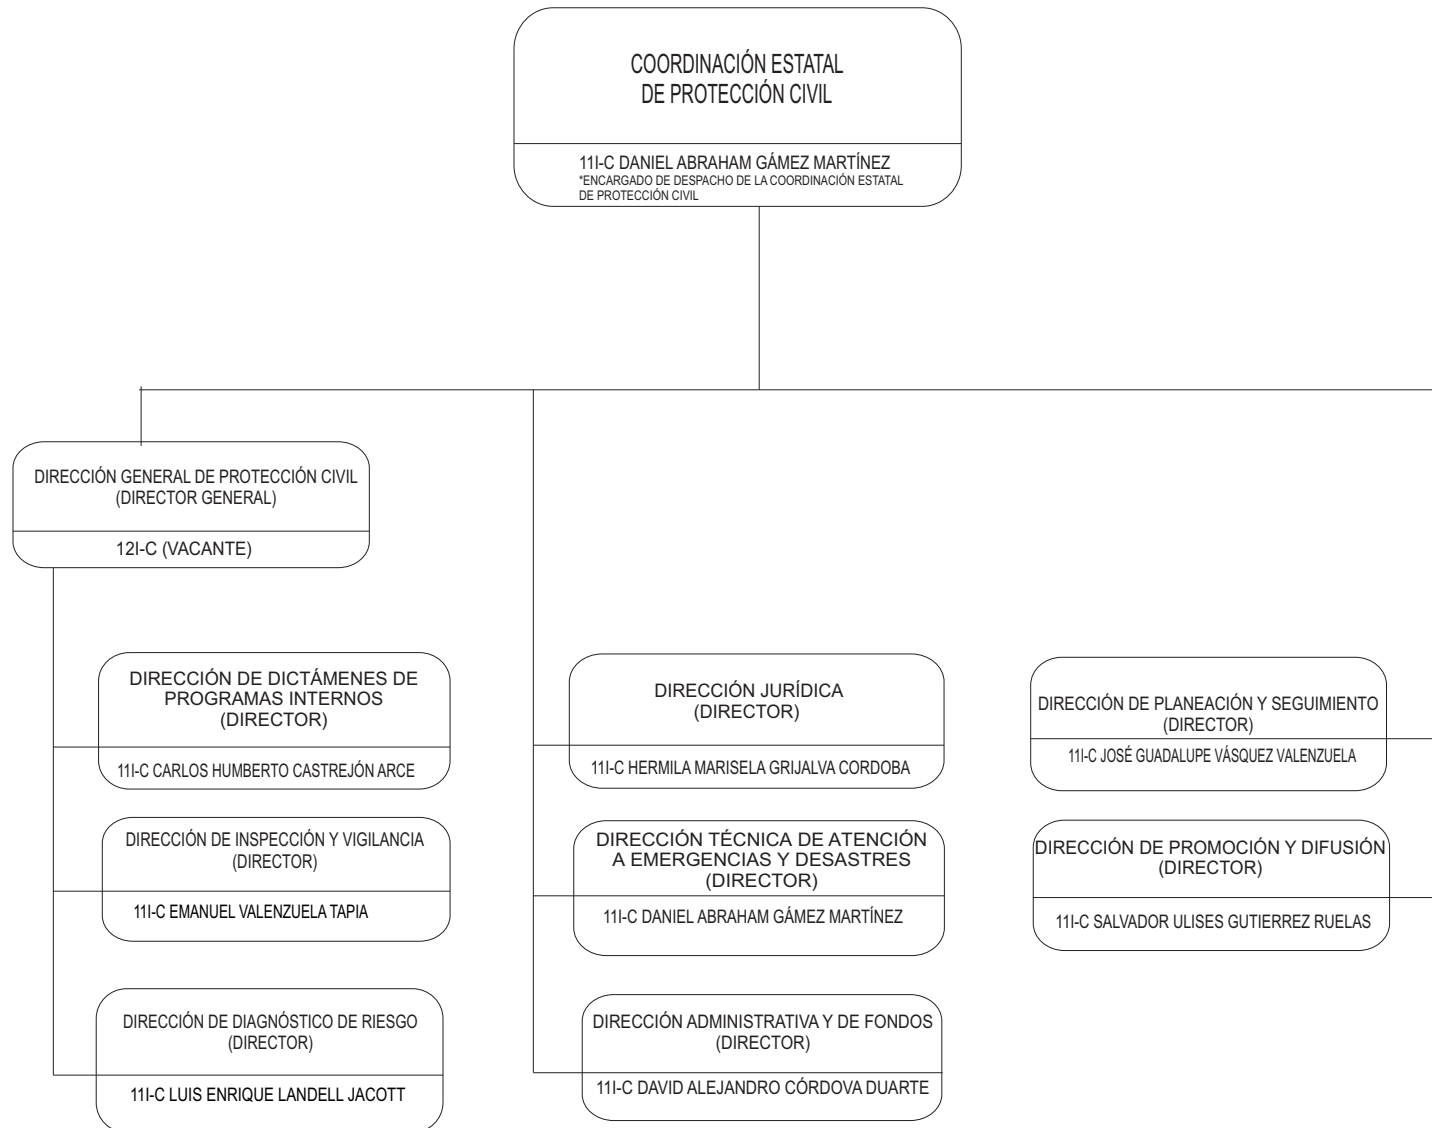 COORDINACIÓN ESTATAL
DE PROTECCIÓN CIVIL
11I-C DANIEL ABRAHAM GÁMEZ MARTÍNEZ
*ENCARGADO DE DESPACHO DE LA COORDINACIÓN ESTATAL
DE PROTECCIÓN CIVIL
DIRECCIÓN GENERAL DE PROTECCIÓN CIVIL
(DIRECTOR GENERAL)
12I-C (VACANTE)
DIRECCIÓN DE DICTÁMENES DE
PROGRAMAS INTERNOS
(DIRECTOR)
11I-C CARLOS HUMBERTO CASTREJÓN ARCE
DIRECCIÓN DE INSPECCIÓN Y VIGILANCIA
(DIRECTOR)
11I-C EMANUEL VALENZUELA TAPIA
DIRECCIÓN DE DIAGNÓSTICO DE RIESGO
(DIRECTOR)
11I-C LUIS ENRIQUE LANDELL JACOTT
DIRECCIÓN JURÍDICA
(DIRECTOR)
11I-C HERMILA MARISELA GRIJALVA CORDOBA
DIRECCIÓN TÉCNICA DE ATENCIÓN
A EMERGENCIAS Y DESASTRES
(DIRECTOR)
11I-C DANIEL ABRAHAM GÁMEZ MARTÍNEZ
DIRECCIÓN ADMINISTRATIVA Y DE FONDOS
(DIRECTOR)
11I-C DAVID ALEJANDRO CÓRDOVA DUARTE
DIRECCIÓN DE PLANEACIÓN Y SEGUIMIENTO
(DIRECTOR)
11I-C JOSÉ GUADALUPE VÁSQUEZ VALENZUELA
DIRECCIÓN DE PROMOCIÓN Y DIFUSIÓN
(DIRECTOR)
11I-C SALVADOR ULISES GUTIERREZ RUELAS